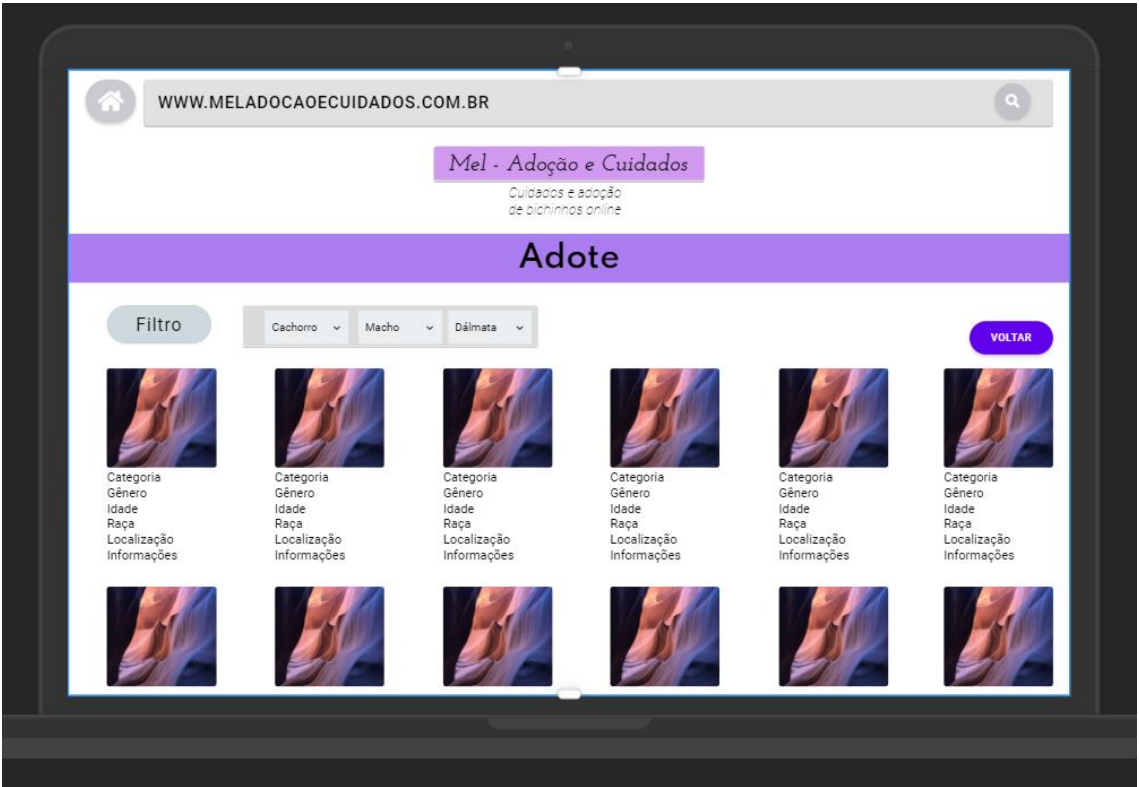 WWW.MELADOCAOECUIDADOS.COM.BR
Mel - Adoção e Cuidados
Cuidados e adoção
de bichinhos online
Adote
Filtro
Cachorro
Macho
Dálmata
VOLTAR
Categoria
Gênero
Idade
Raça
Localização
Informações
Categoria
Gênero
Idade
Raça
Localização
Informações
Categoria
Gênero
Idade
Raça
Localização
Informações
Categoria
Gênero
Idade
Raça
Localização
Informações
Categoria
Gênero
Idade
Raça
Localização
Informações
Categoria
Gênero
Idade
Raça
Localização
Informações